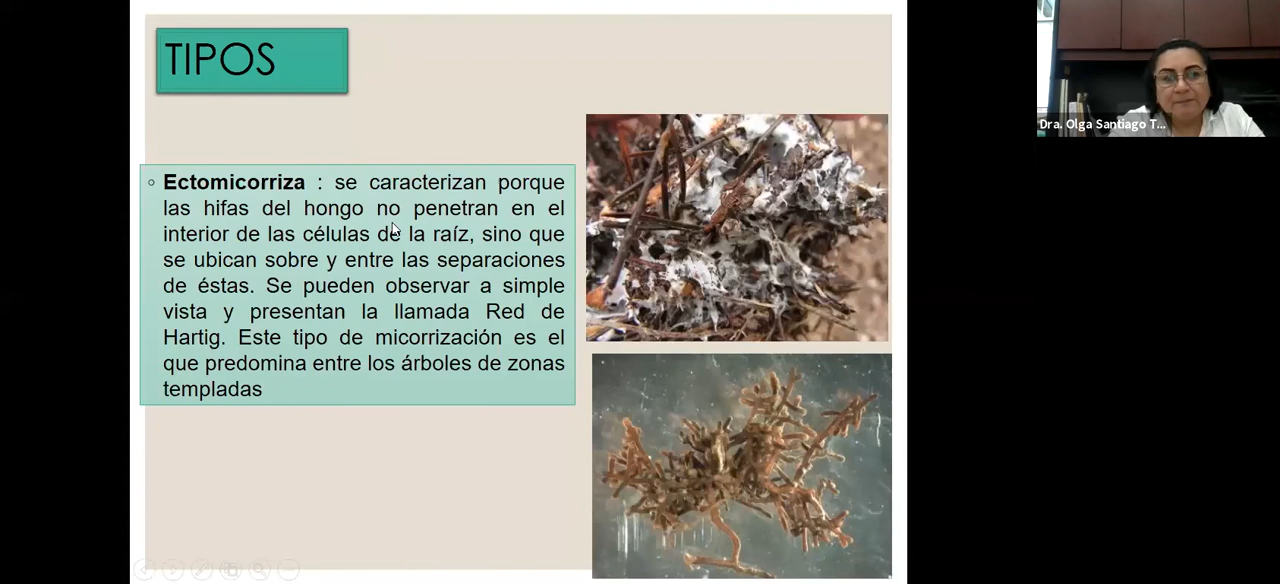 TIPOS
Ectomicorriza : se caracterizan porque
las hifas del hongo no penetran en el
interior de las células de la raíz, sino que
se ubican sobre y entre las separaciones
de éstas. Se pueden observar a simple
vista y presentan la llamada Red de
Hartig. Este tipo de micorrización es el
que predomina entre los árboles de zonas
templadas
Dra. Olga Santiago T...